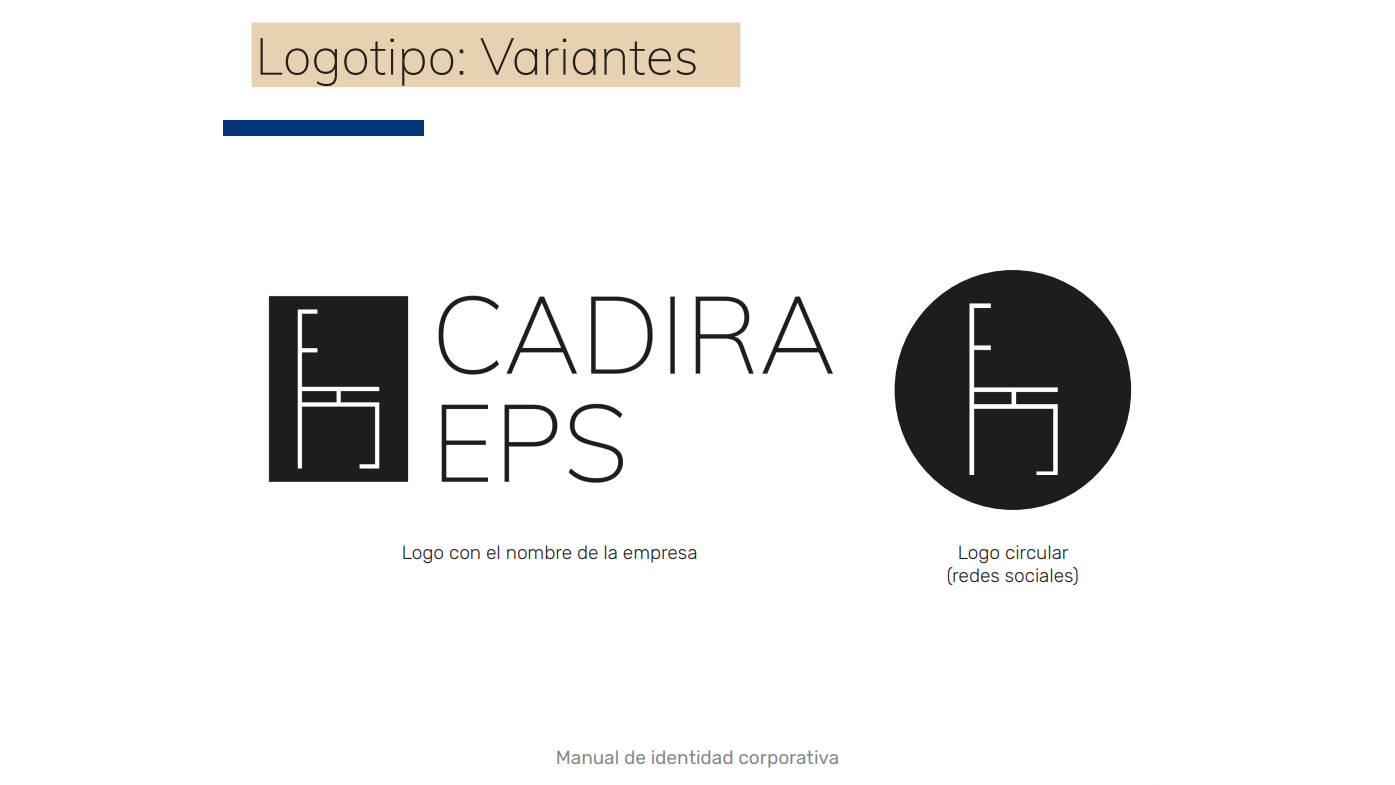 Logotipo: Variantes
CADIRA
EPS
Logo con el nombre de la empresa
Logo circular
(redes sociales)
Manual de identidad corporativa